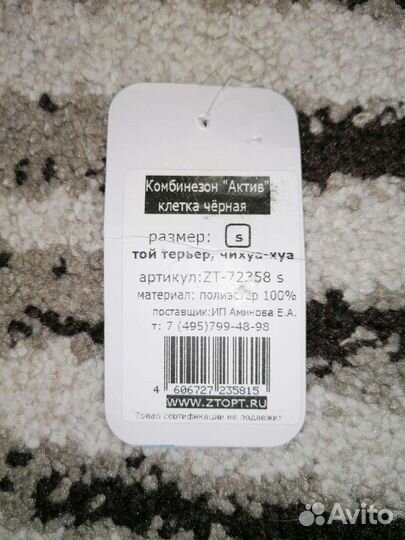 Комбинезон "Актив"
клетка чёрная
размер: s
той терьер, чихуа-хуа
артикул:ZT-72358 s
материал: полиэстер 100%
поставщик:ИП Аминова Е.А.
т: 7 (495)799-48-98
4 606727 235815
WWW.ZTOPT.RU
Товар сертификации не подлежит
Avito